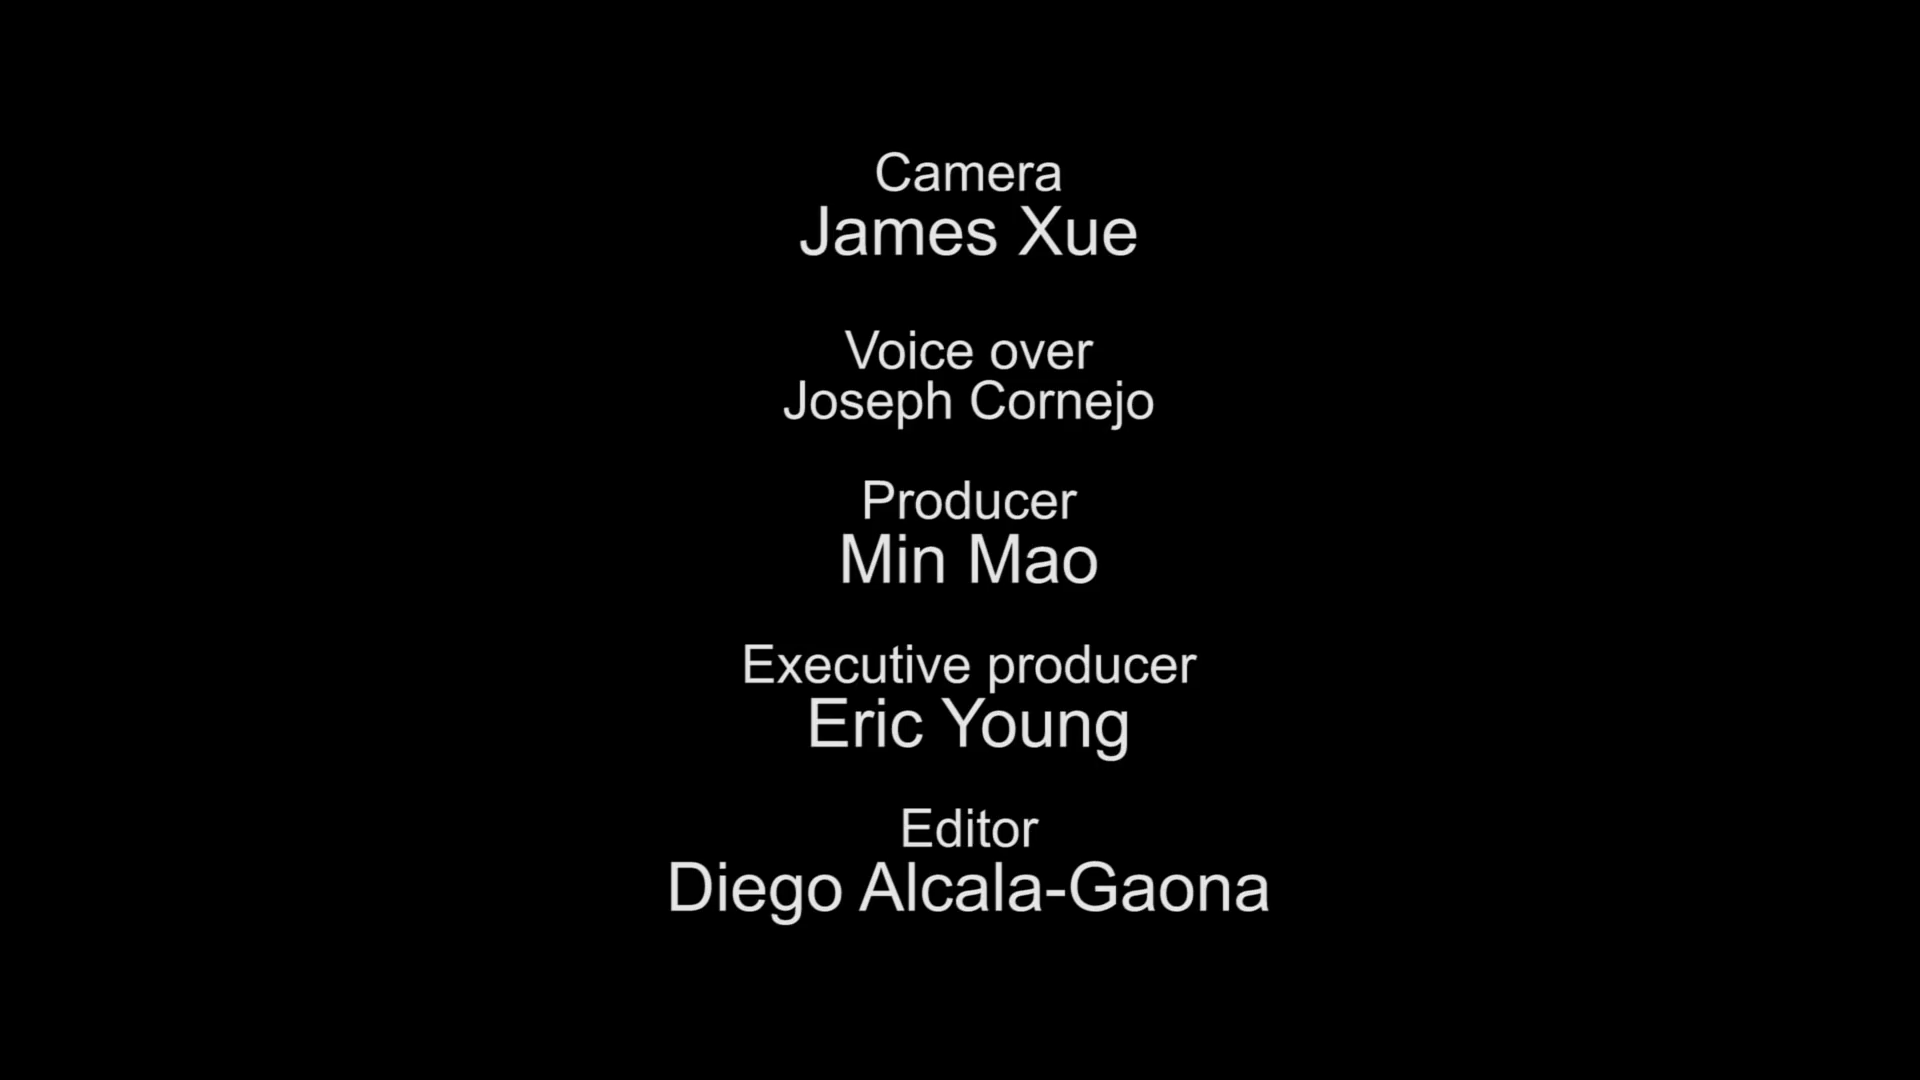 Camera
James Xue
Voice over
Joseph Cornejo
Producer
Min Mao
Executive producer
Eric Young
Editor
Diego Alcala-Gaona